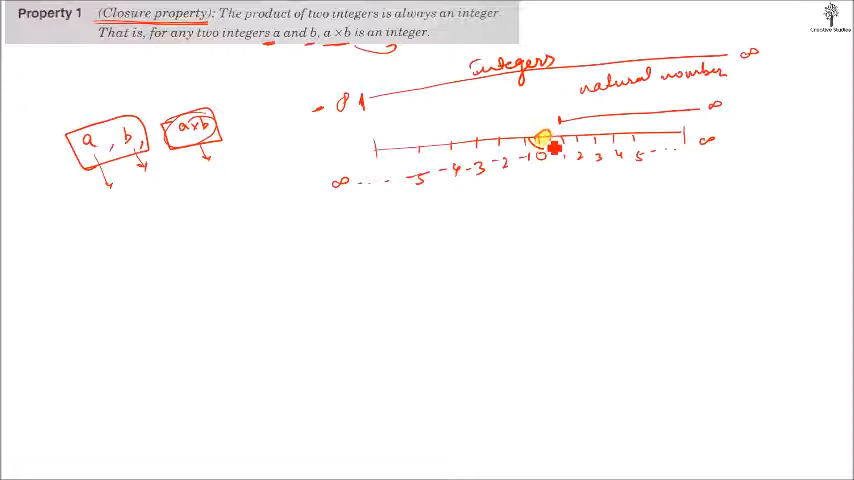 Property 1 (Closure property): The product of two integers is always an integer
That is, for any two integers a and b, a ×b is an integer.
Creative Studios
integers ∞
natural number
- ∞ ∞
a , b , a×b
-5 -4 -3 -2 -1 0 1 2 3 4 5 - . . ∞
∞ . . . .